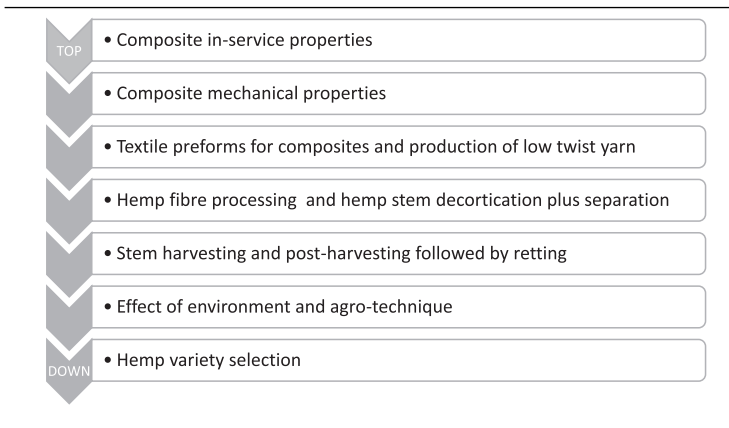 TOP
• Composite in-service properties
• Composite mechanical properties
• Textile preforms for composites and production of low twist yarn
• Hemp fibre processing and hemp stem decortication plus separation
• Stem harvesting and post-harvesting followed by retting
• Effect of environment and agro-technique
DOWN
• Hemp variety selection